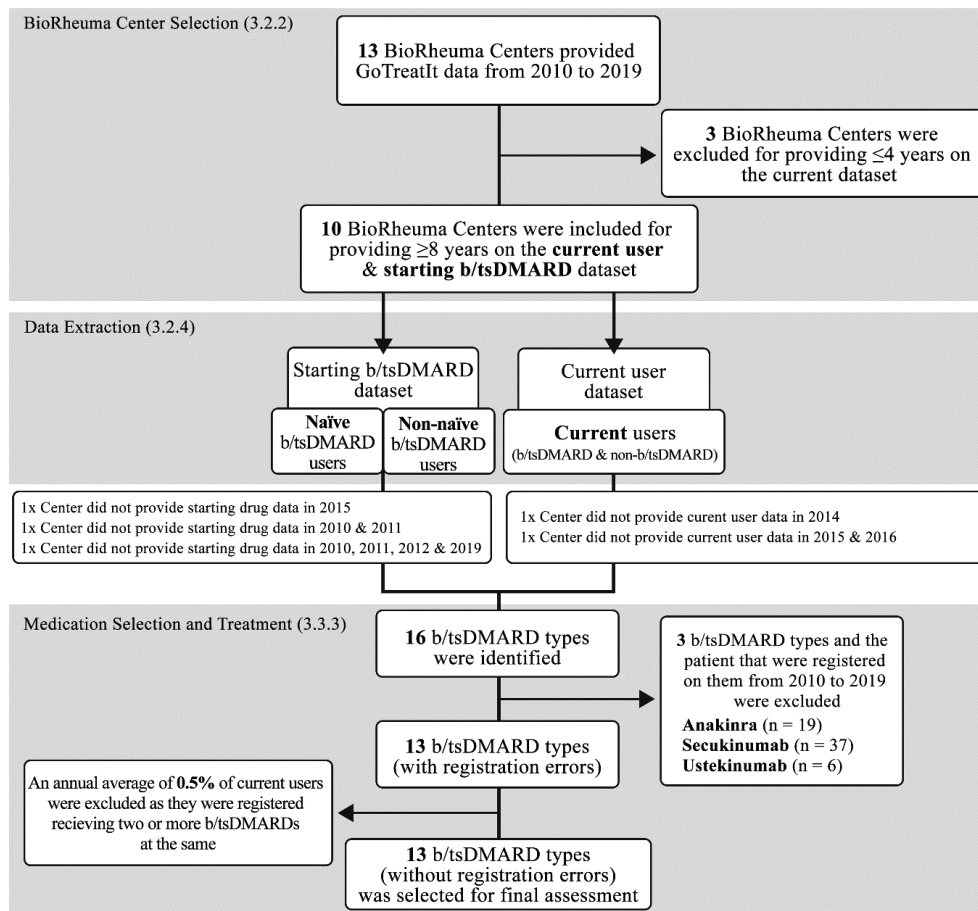 BioRheuma Center Selection (3.2.2)
13 BioRheuma Centers provided
GoTreatIt data from 2010 to 2019
3 BioRheuma Centers were
excluded for providing ≤4 years on
the current dataset
10 BioRheuma Centers were included for
providing ≥8 years on the current user
& starting b/tsDMARD dataset
Data Extraction (3.2.4)
Starting b/tsDMARD
dataset
Naïve
b/tsDMARD
users
Non-naïve
b/tsDMARD
users
Current user
dataset
Current users
(b/tsDMARD & non-b/tsDMARD)
1x Center did not provide starting drug data in 2015
1x Center did not provide starting drug data in 2010 & 2011
1x Center did not provide starting drug data in 2010, 2011, 2012 & 2019
1x Center did not provide curent user data in 2014
1x Center did not provide current user data in 2015 & 2016
Medication Selection and Treatment (3.3.3)
16 b/tsDMARD types
were identified
3 b/tsDMARD types and the
patient that were registered
on them from 2010 to 2019
were excluded
Anakinra (n = 19)
Secukinumab (n = 37)
Ustekinumab (n = 6)
13 b/tsDMARD types
(with registration errors)
An annual average of 0.5% of current users
were excluded as they were registered
recieving two or more b/tsDMARDs
at the same
13 b/tsDMARD types
(without registration errors)
was selected for final assessment